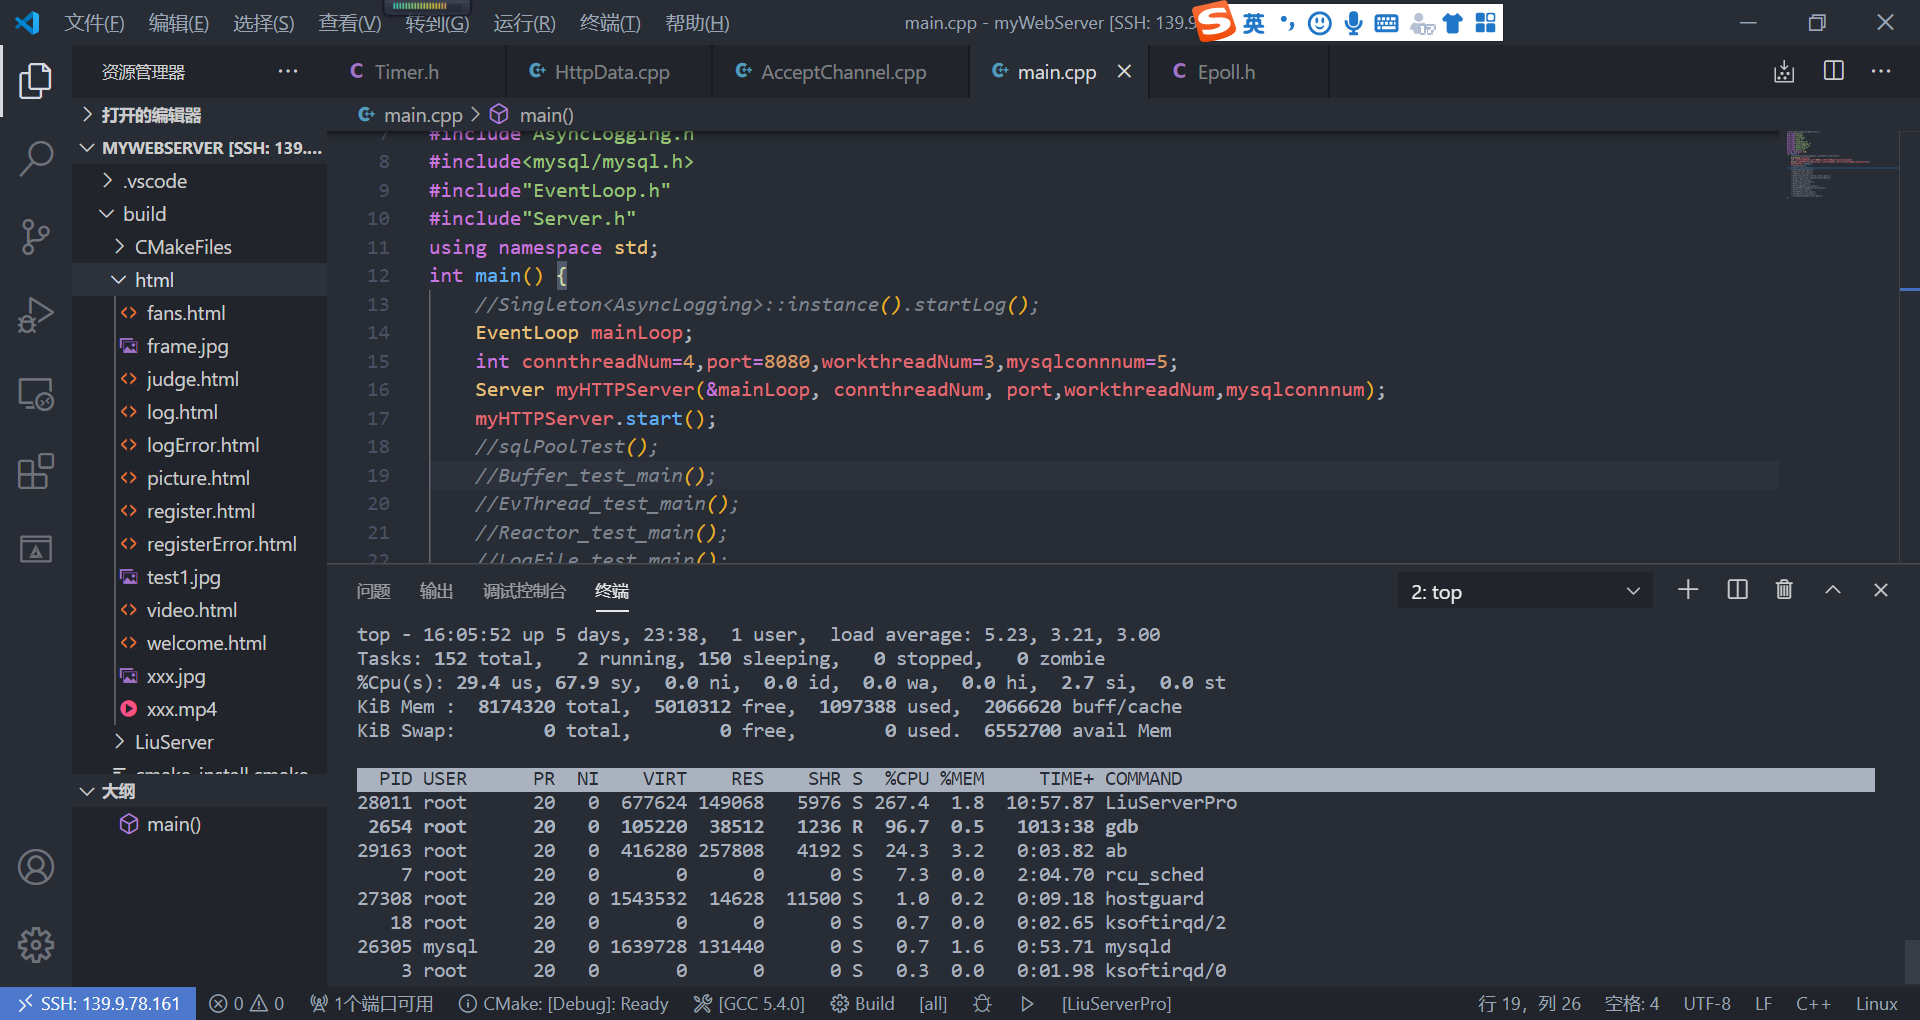 文件(F) 编辑(E) 选择(S) 查看(V) 转到(G) 运行(R) 终端(T) 帮助(H) main.cpp - myWebServer [SSH: 139.9
英
资源管理器
Timer.h HttpData.cpp AcceptChannel.cpp main.cpp Epoll.h
打开的编辑器
main.cpp > main()
MYWEBSERVER [SSH: 139....
.vscode
build
CMakeFiles
html
fans.html
frame.jpg
judge.html
log.html
logError.html
picture.html
register.html
registerError.html
test1.jpg
video.html
welcome.html
xxx.jpg
xxx.mp4
LiuServer
cmake_install.cmake
大纲
main()
7 #include"AsyncLogging.h"
8 #include<mysql/mysql.h>
9 #include"EventLoop.h"
10 #include"Server.h"
11 using namespace std;
12 int main() {
13 //Singleton<AsyncLogging>::instance().startLog();
14 EventLoop mainLoop;
15 int connthreadNum=4,port=8080,workthreadNum=3,mysqlconnnum=5;
16 Server myHTTPServer(&mainLoop, connthreadNum, port,workthreadNum,mysqlconnnum);
17 myHTTPServer.start();
18 //sqlPoolTest();
19 //Buffer_test_main();
20 //EvThread_test_main();
21 //Reactor_test_main();
22 //LogFile_test_main();
问题 输出 调试控制台 终端 2: top
top - 16:05:52 up 5 days, 23:38, 1 user, load average: 5.23, 3.21, 3.00
Tasks: 152 total, 2 running, 150 sleeping, 0 stopped, 0 zombie
%Cpu(s): 29.4 us, 67.9 sy, 0.0 ni, 0.0 id, 0.0 wa, 0.0 hi, 2.7 si, 0.0 st
KiB Mem : 8174320 total, 5010312 free, 1097388 used, 2066620 buff/cache
KiB Swap: 0 total, 0 free, 0 used. 6552700 avail Mem
PID USER PR NI VIRT RES SHR S %CPU %MEM TIME+ COMMAND
28011 root 20 0 677624 149068 5976 S 267.4 1.8 10:57.87 LiuServerPro
2654 root 20 0 105220 38512 1236 R 96.7 0.5 1013:38 gdb
29163 root 20 0 416280 257808 4192 S 24.3 3.2 0:03.82 ab
7 root 20 0 0 0 0 S 7.3 0.0 2:04.70 rcu_sched
27308 root 20 0 1543532 14628 11500 S 1.0 0.2 0:09.18 hostguard
18 root 20 0 0 0 0 S 0.7 0.0 0:02.65 ksoftirqd/2
26305 mysql 20 0 1639728 131440 0 S 0.7 1.6 0:53.71 mysqld
3 root 20 0 0 0 0 S 0.3 0.0 0:01.98 ksoftirqd/0
SSH: 139.9.78.161 0 0 1个端口可用 CMake: [Debug]: Ready [GCC 5.4.0] Build [all] [LiuServerPro] 行 19，列 26 空格: 4 UTF-8 LF C++ Linux